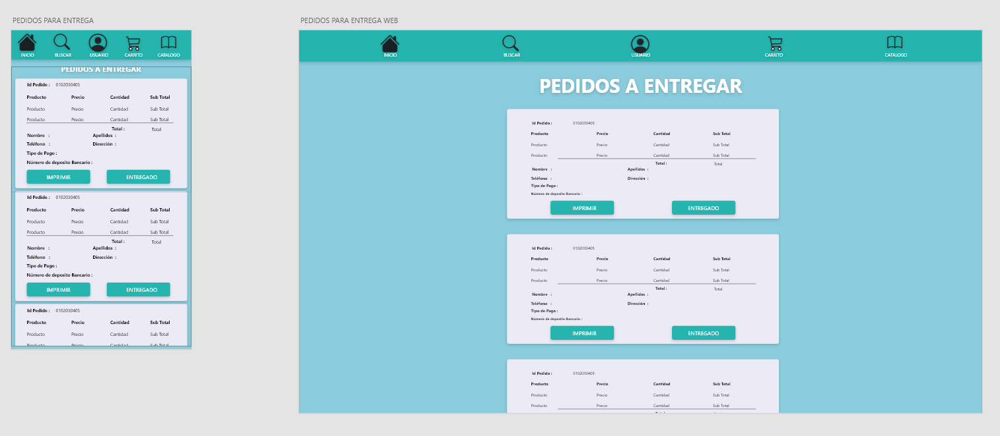 PEDIDOS PARA ENTREGA
INICIO BUSCAR USUARIO CARRITO CATALOGO
PEDIDOS A ENTREGAR
Id Pedido : 0102030405
Producto Precio Cantidad Sub Total
Producto Precio Cantidad Sub Total
Producto Precio Cantidad Sub Total
Total : Total
Nombre : Apellidos :
Teléfono : Dirección :
Tipo de Pago :
Número de deposito Bancario :
IMPRIMIR ENTREGADO
Id Pedido : 0102030405
Producto Precio Cantidad Sub Total
Producto Precio Cantidad Sub Total
Producto Precio Cantidad Sub Total
Total : Total
Nombre : Apellidos :
Teléfono : Dirección :
Tipo de Pago :
Número de deposito Bancario :
IMPRIMIR ENTREGADO
Id Pedido : 0102030405
Producto Precio Cantidad Sub Total
Producto Precio Cantidad Sub Total
Producto Precio Cantidad Sub Total
PEDIDOS PARA ENTREGA WEB
INICIO BUSCAR USUARIO CARRITO CATALOGO
PEDIDOS A ENTREGAR
Id Pedido : 0102030405
Producto Precio Cantidad Sub Total
Producto Precio Cantidad Sub Total
Producto Precio Cantidad Sub Total
Total : Total
Nombre : Apellidos :
Teléfono : Dirección :
Tipo de Pago :
Número de deposito Bancario :
IMPRIMIR ENTREGADO
Id Pedido : 0102030405
Producto Precio Cantidad Sub Total
Producto Precio Cantidad Sub Total
Producto Precio Cantidad Sub Total
Total : Total
Nombre : Apellidos :
Teléfono : Dirección :
Tipo de Pago :
Número de deposito Bancario :
IMPRIMIR ENTREGADO
Id Pedido : 0102030405
Producto Precio Cantidad Sub Total
Producto Precio Cantidad Sub Total
Producto Precio Cantidad Sub Total